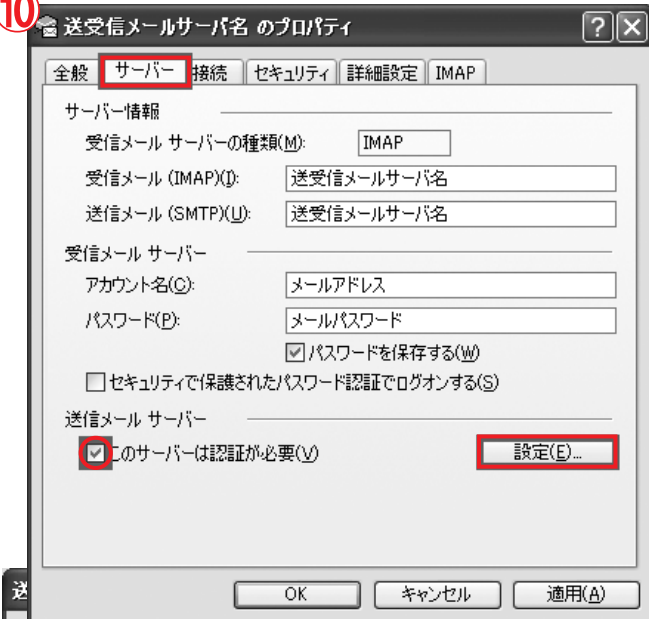 ⑩
送受信メールサーバ名 のプロパティ
全般 サーバー 接続 セキュリティ 詳細設定 IMAP
サーバー情報
受信メール サーバーの種類(M): IMAP
受信メール (IMAP)(I): 送受信メールサーバ名
送信メール (SMTP)(U): 送受信メールサーバ名
受信メール サーバー
アカウント名(C): メールアドレス
パスワード(P): メールパスワード
パスワードを保存する(W)
セキュリティで保護されたパスワード認証でログオンする(S)
送信メール サーバー
このサーバーは認証が必要(V) 設定(E)...
送
OK キャンセル 適用(A)